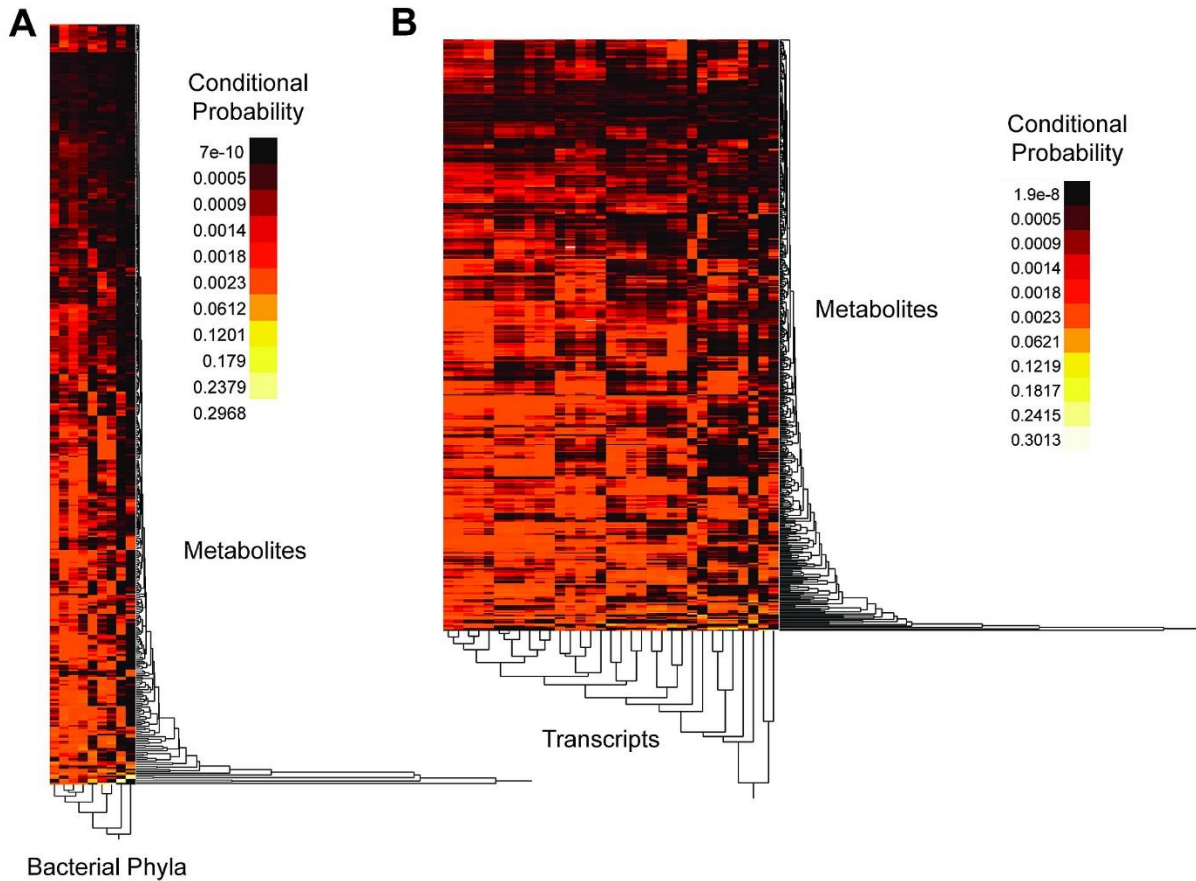 A
Conditional
Probability
7e-10
0.0005
0.0009
0.0014
0.0018
0.0023
0.0612
0.1201
0.179
0.2379
0.2968
Metabolites
Bacterial Phyla
B
Conditional
Probability
1.9e-8
0.0005
0.0009
0.0014
0.0018
0.0023
0.0621
0.1219
0.1817
0.2415
0.3013
Metabolites
Transcripts